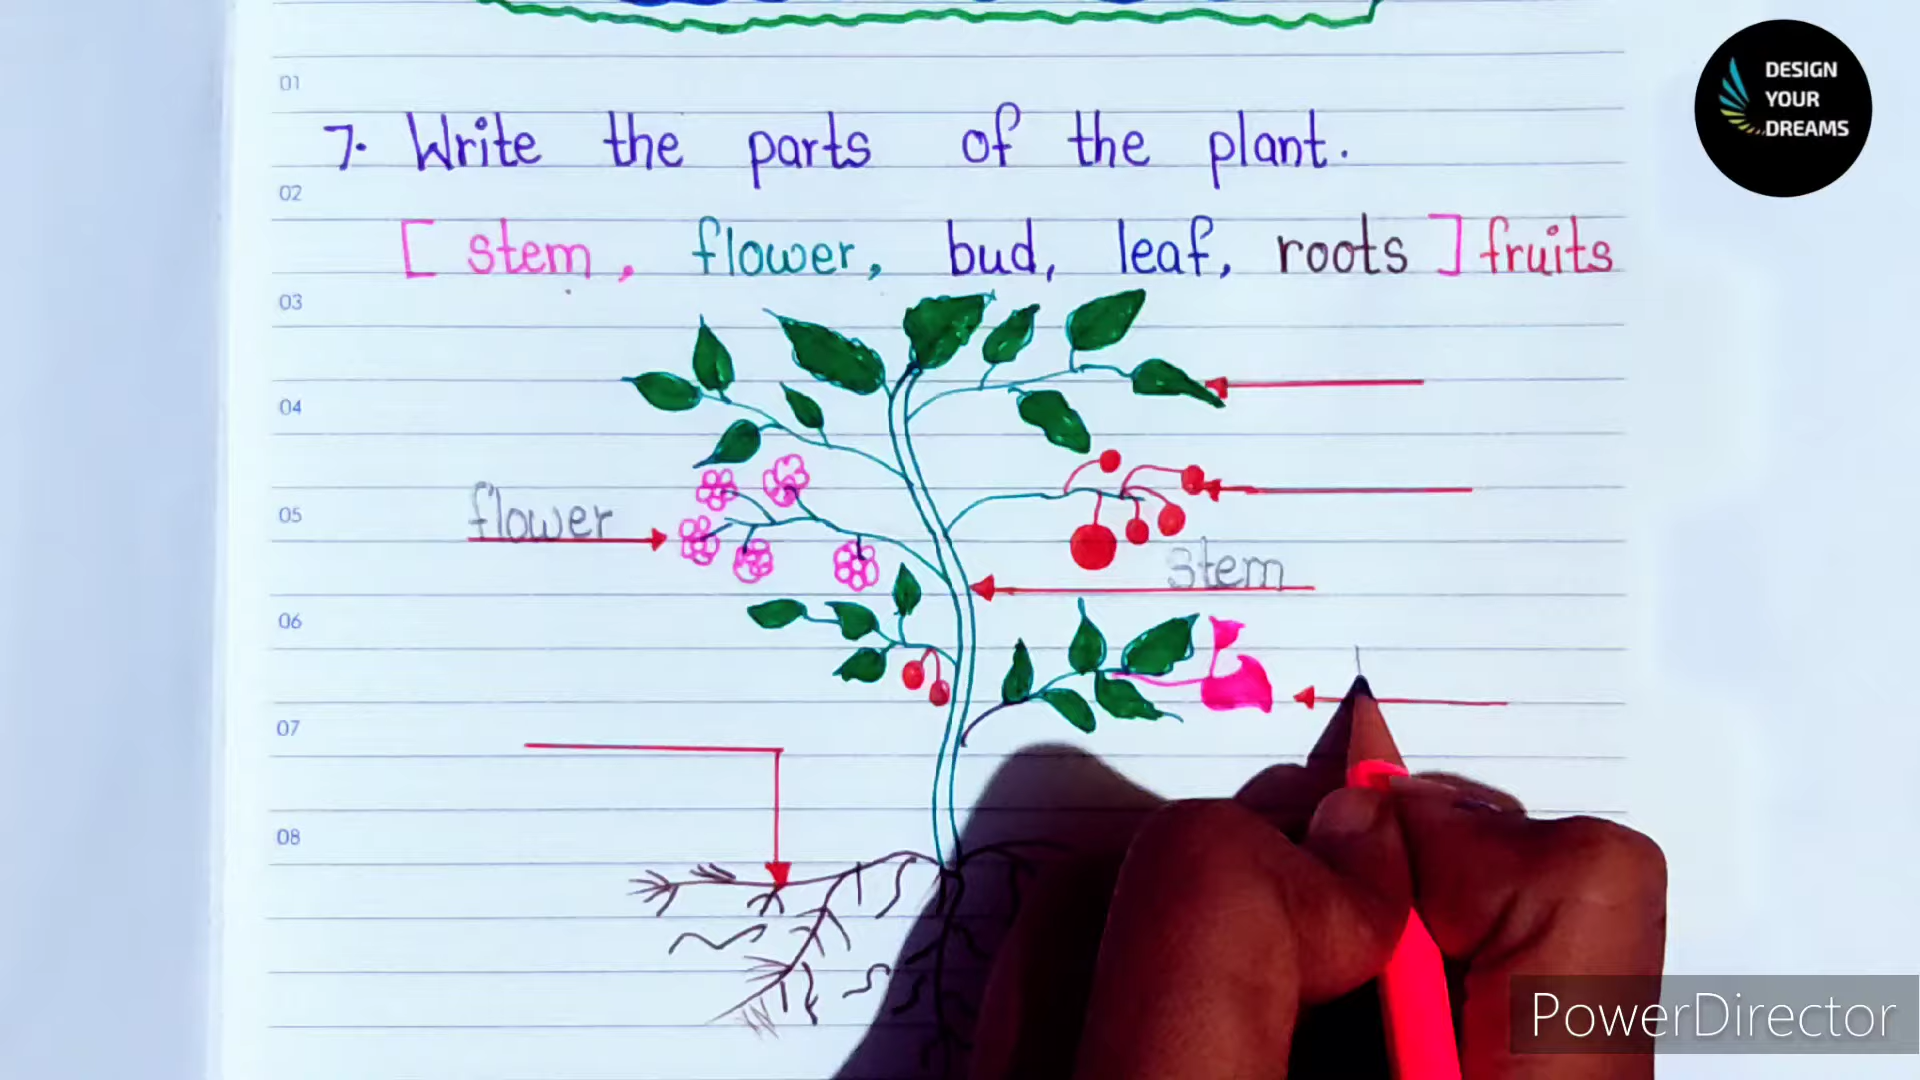 DESIGN
YOUR
DREAMS
01
7. Write the parts of the plant.
02
[ stem, flower, bud, leaf, roots ] fruits
03
04
05
flower
stem
06
07
08
PowerDirector